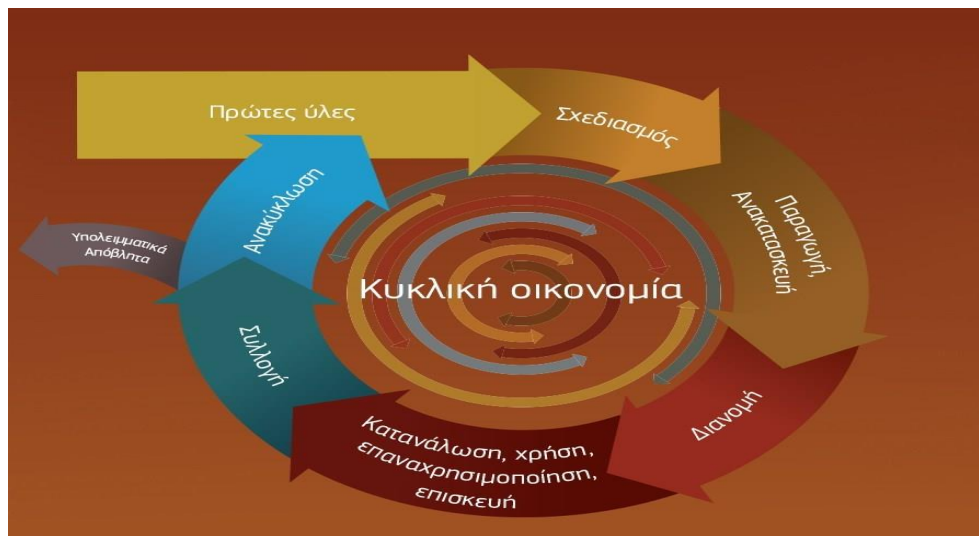 Πρώτες ύλες
Σχεδιασμός
Παραγωγή,
Ανακατασκευή
Διανομή
Κατανάλωση, χρήση,
επαναχρησιμοποίηση,
επισκευή
Συλλογή
Ανακύκλωση
Υπολειμματικά
Απόβλητα
Κυκλική οικονομία